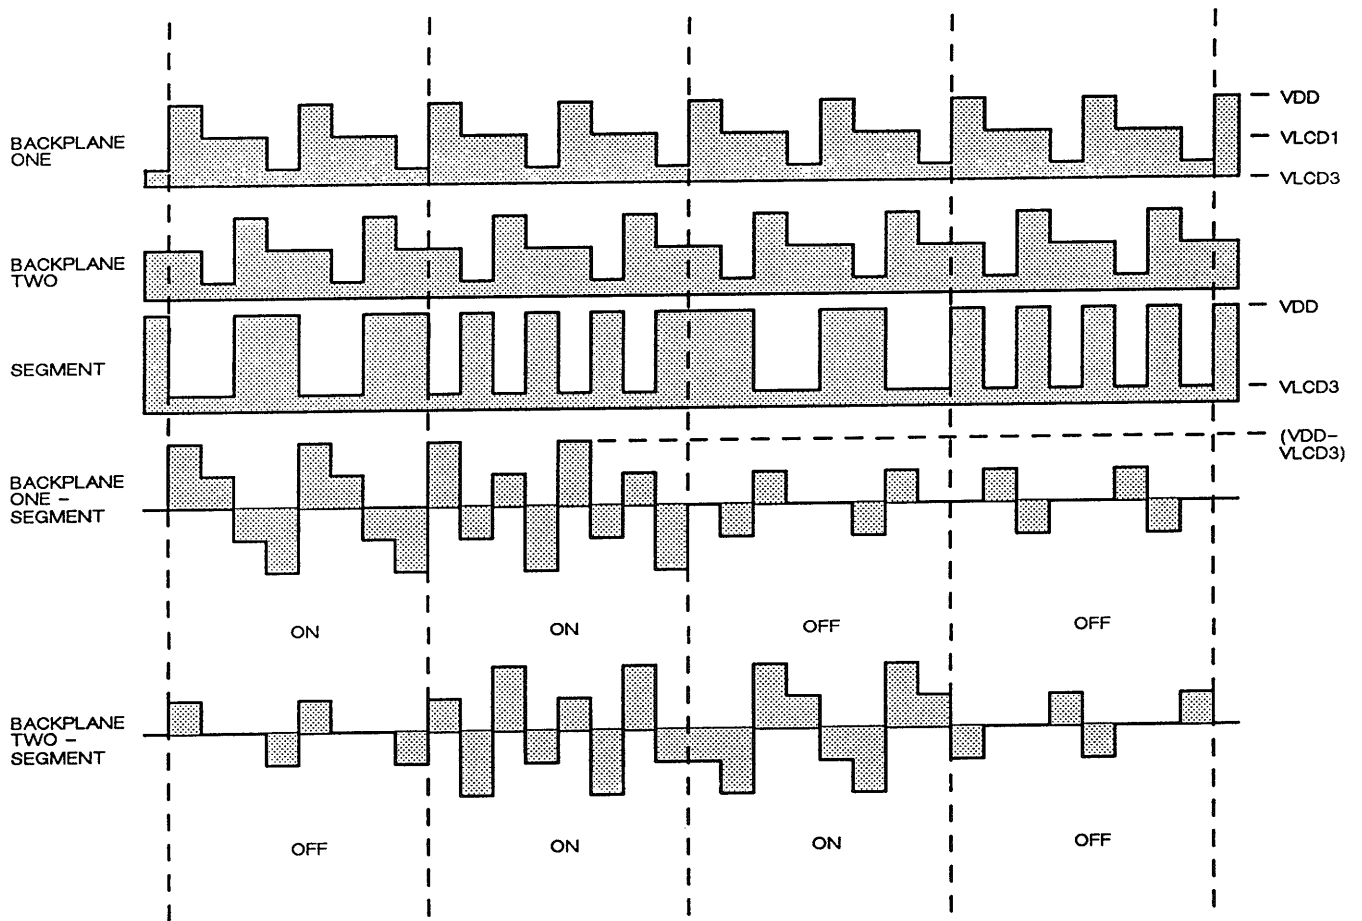 VDD
BACKPLANE
ONE
VLCD1
VLCD3
BACKPLANE
TWO
VDD
SEGMENT
VLCD3
(VDD–
VLCD3)
BACKPLANE
ONE –
SEGMENT
ON
ON
OFF
OFF
BACKPLANE
TWO –
SEGMENT
OFF
ON
ON
OFF